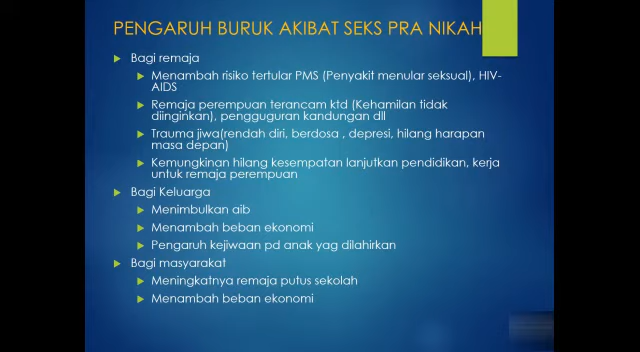 PENGARUH BURUK AKIBAT SEKS PRA NIKAH
Bagi remaja
Menambah risiko tertular PMS (Penyakit menular seksual), HIV-
AIDS
Remaja perempuan terancam ktd (Kehamilan tidak
diinginkan), pengguguran kandungan dll
Trauma jiwa(rendah diri, berdosa , depresi, hilang harapan
masa depan)
Kemungkinan hilang kesempatan lanjutkan pendidikan, kerja
untuk remaja perempuan
Bagi Keluarga
Menimbulkan aib
Menambah beban ekonomi
Pengaruh kejiwaan pd anak yag dilahirkan
Bagi masyarakat
Meningkatnya remaja putus sekolah
Menambah beban ekonomi